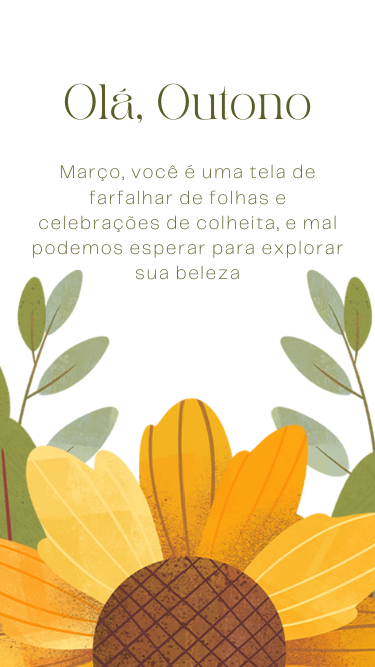 Olá, Outono
Março, você é uma tela de
farfalhar de folhas e
celebrações de colheita, e mal
podemos esperar para explorar
sua beleza